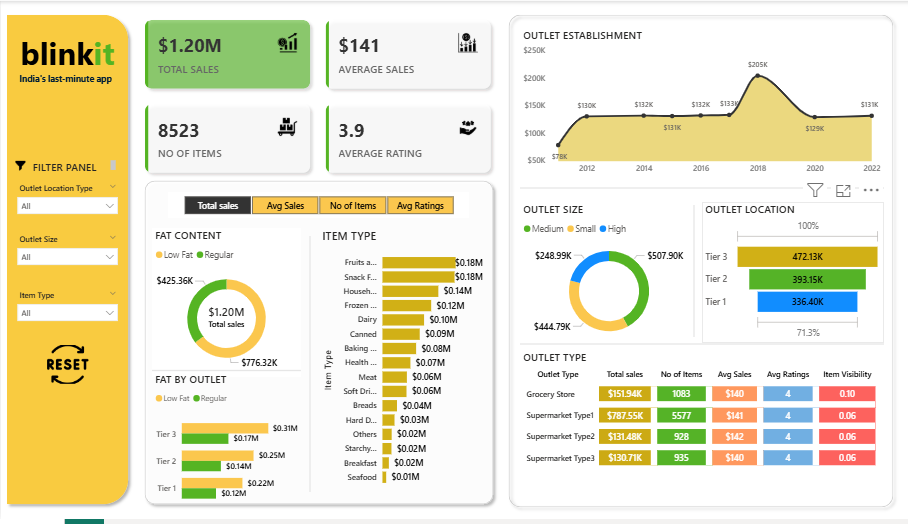 blinkit
India's last-minute app
FILTER PANEL
Outlet Location Type
All
Outlet Size
All
Item Type
All
RESET
$1.20M
TOTAL SALES
$141
AVERAGE SALES
8523
NO OF ITEMS
3.9
AVERAGE RATING
Total sales Avg Sales No of Items Avg Ratings
FAT CONTENT
Low Fat Regular
$425.36K
$1.20M
Total sales
$776.32K
FAT BY OUTLET
Low Fat Regular
Tier 3 $0.31M
$0.17M
Tier 2 $0.25M
$0.14M
Tier 1 $0.22M
$0.12M
ITEM TYPE
Item Type
Fruits a... $0.18M
Snack F... $0.18M
Househ... $0.14M
Frozen ... $0.12M
Dairy $0.10M
Canned $0.09M
Baking ... $0.08M
Health ... $0.07M
Meat $0.06M
Soft Dri... $0.06M
Breads $0.04M
Hard D... $0.03M
Others $0.02M
Starchy... $0.02M
Breakfast $0.02M
Seafood $0.01M
OUTLET ESTABLISHMENT
$250K
$200K
$150K
$100K
$50K
$78K
$130K
$132K
$131K
$132K
$133K
$205K
$129K
$131K
2012 2014 2016 2018 2020 2022
OUTLET SIZE
Medium Small High
$248.99K
$507.90K
$444.79K
OUTLET LOCATION
100%
Tier 3 472.13K
Tier 2 393.15K
Tier 1 336.40K
71.3%
OUTLET TYPE
Outlet Type Total sales No of Items Avg Sales Avg Ratings Item Visibility
Grocery Store $151.94K 1083 $140 4 0.10
Supermarket Type1 $787.55K 5577 $141 4 0.06
Supermarket Type2 $131.48K 928 $142 4 0.06
Supermarket Type3 $130.71K 935 $140 4 0.06